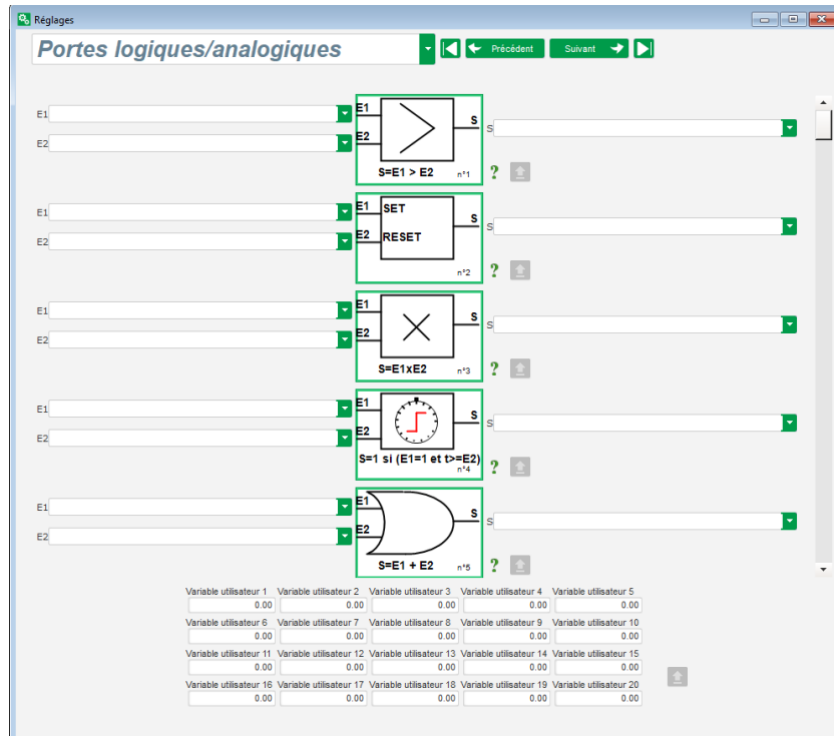 Réglages
Portes logiques/analogiques
Précédent
Suivant
E1
E1
S
S
E2
E2
S=E1 > E2
n°1
?
E1
E1
SET
S
S
E2
E2
RESET
n°2
?
E1
E1
S
S
E2
E2
S=E1xE2
n°3
?
E1
E1
S
S
E2
E2
S=1 si (E1=1 et t>=E2)
n°4
?
E1
E1
S
S
E2
E2
S=E1 + E2
n°5
?
Variable utilisateur 1 Variable utilisateur 2 Variable utilisateur 3 Variable utilisateur 4 Variable utilisateur 5
0.00 0.00 0.00 0.00 0.00
Variable utilisateur 6 Variable utilisateur 7 Variable utilisateur 8 Variable utilisateur 9 Variable utilisateur 10
0.00 0.00 0.00 0.00 0.00
Variable utilisateur 11 Variable utilisateur 12 Variable utilisateur 13 Variable utilisateur 14 Variable utilisateur 15
0.00 0.00 0.00 0.00 0.00
Variable utilisateur 16 Variable utilisateur 17 Variable utilisateur 18 Variable utilisateur 19 Variable utilisateur 20
0.00 0.00 0.00 0.00 0.00